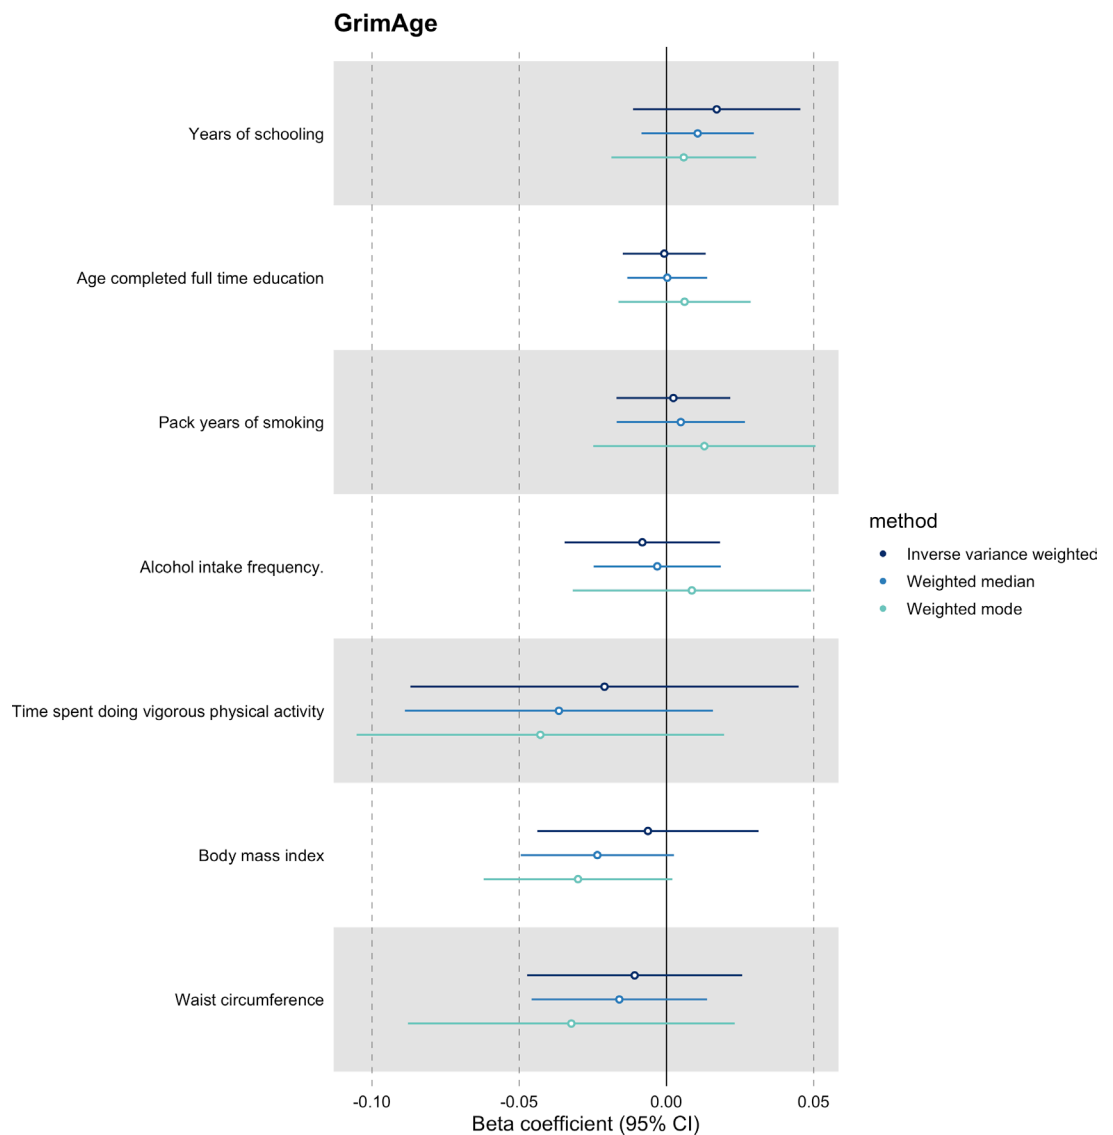 GrimAge
Years of schooling
Age completed full time education
Pack years of smoking
Alcohol intake frequency.
Time spent doing vigorous physical activity
Body mass index
Waist circumference
-0.10 -0.05 0.00 0.05
Beta coefficient (95% CI)
method
Inverse variance weighted
Weighted median
Weighted mode